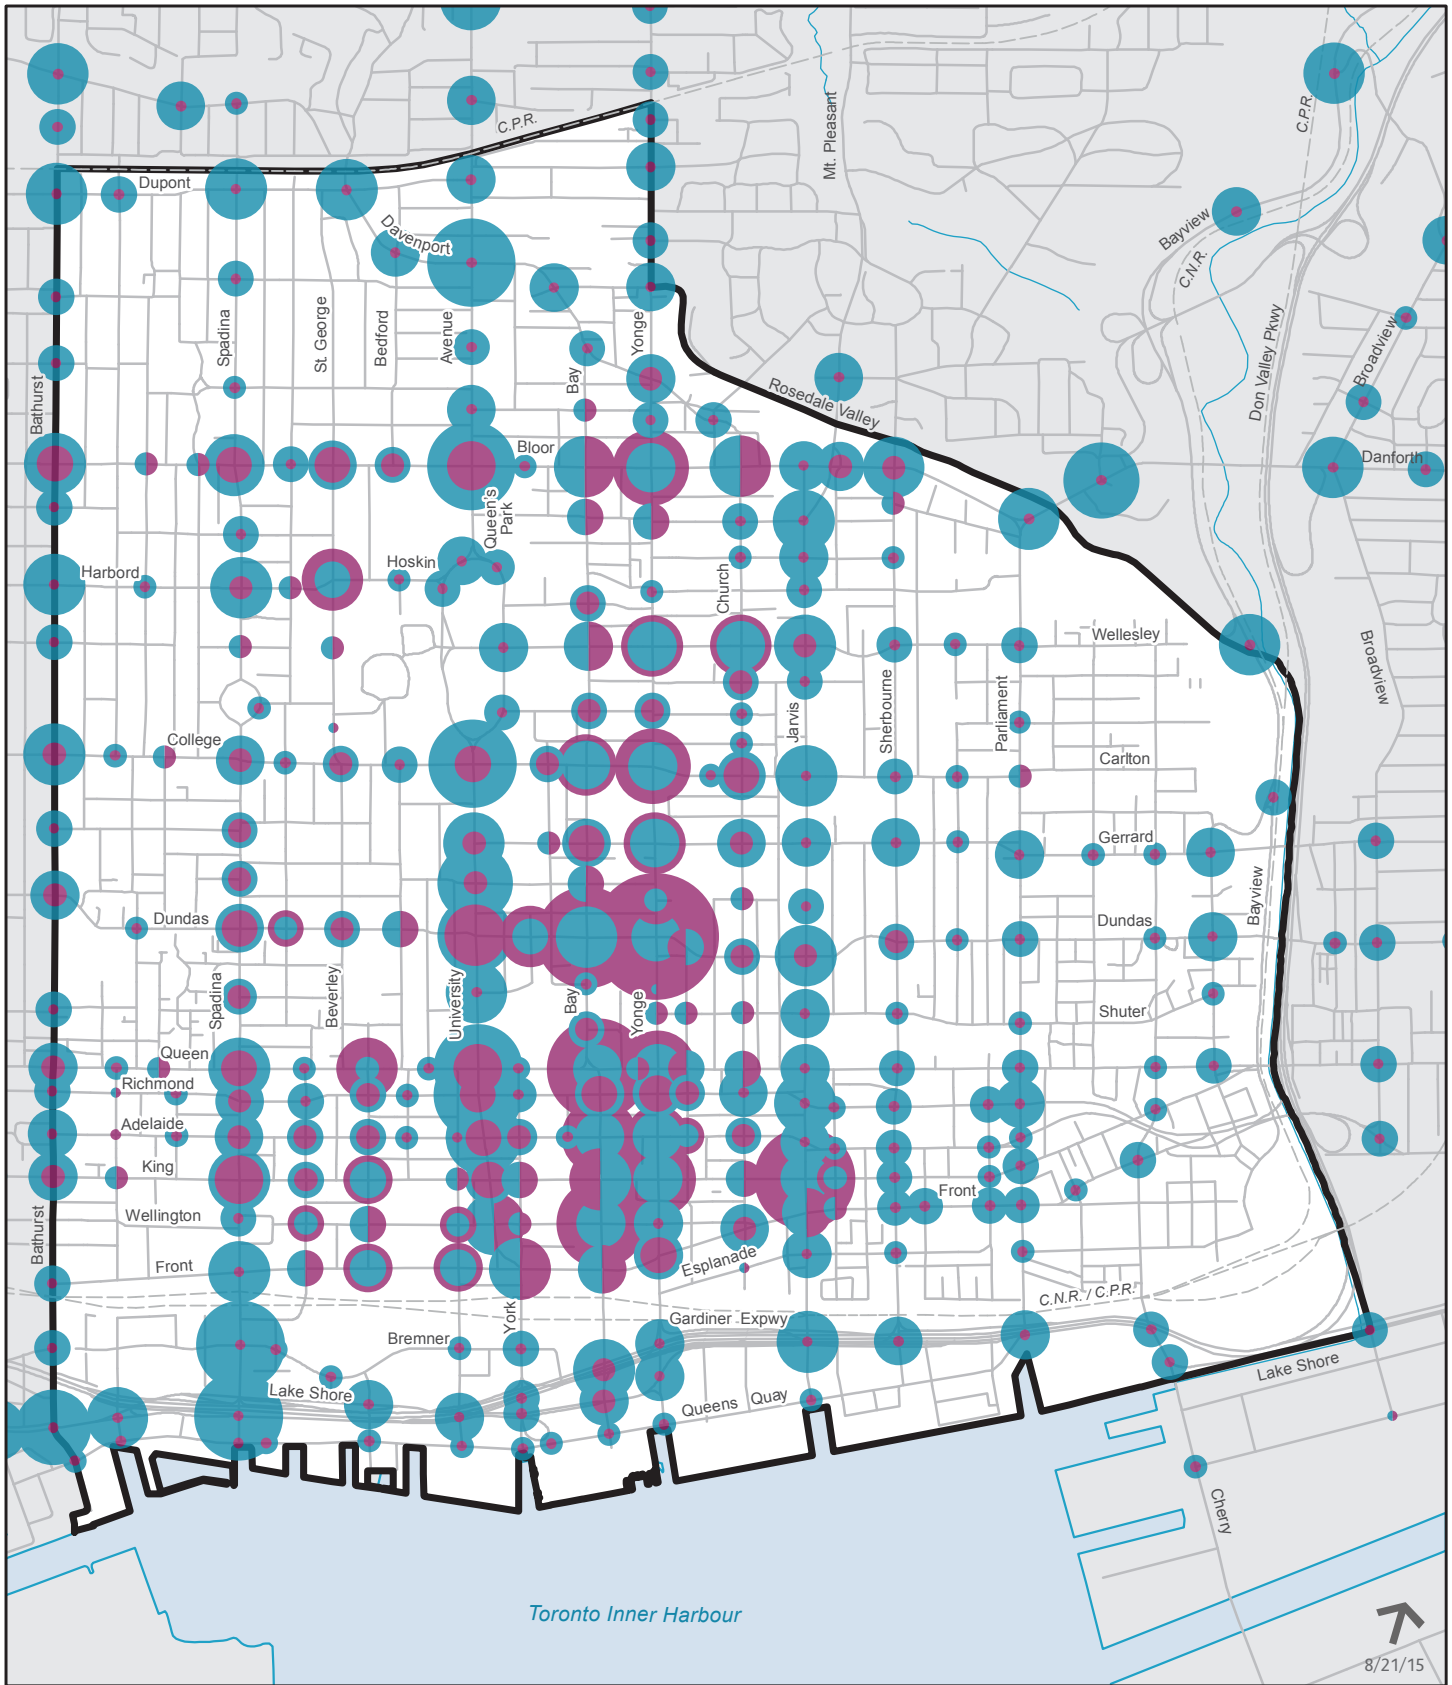 C.P.R.
Mt. Pleasant
C.P.R.
Dupont
Davenport
Bayview
C.N.R.
Spadina
St. George
Bedford
Avenue
Yonge
Bay
Bathurst
Don Valley Pkwy
Broadview
Rosedale Valley
Bloor
Danforth
Queen's
Park
Harbord
Hoskin
Church
Wellesley
Broadview
Sherbourne
Parliament
Jarvis
College
Carlton
Gerrard
Bayview
Dundas
Dundas
Spadina
Beverley
University
Bay
Yonge
Shuter
Queen
Richmond
Adelaide
King
Front
Wellington
Bathurst
Front
Esplanade
C.N.R. / C.P.R.
York
Gardiner Expwy
Bremner
Lake Shore
Lake Shore
Queens Quay
Cherry
Toronto Inner Harbour
8/21/15